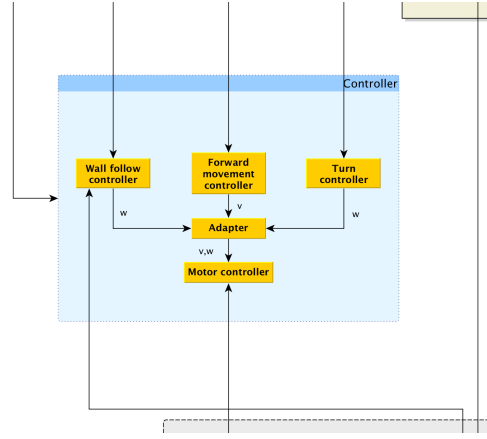 Controller
Wall follow
controller
Forward
movement
controller
Turn
controller
w
v
w
Adapter
v,w
Motor controller